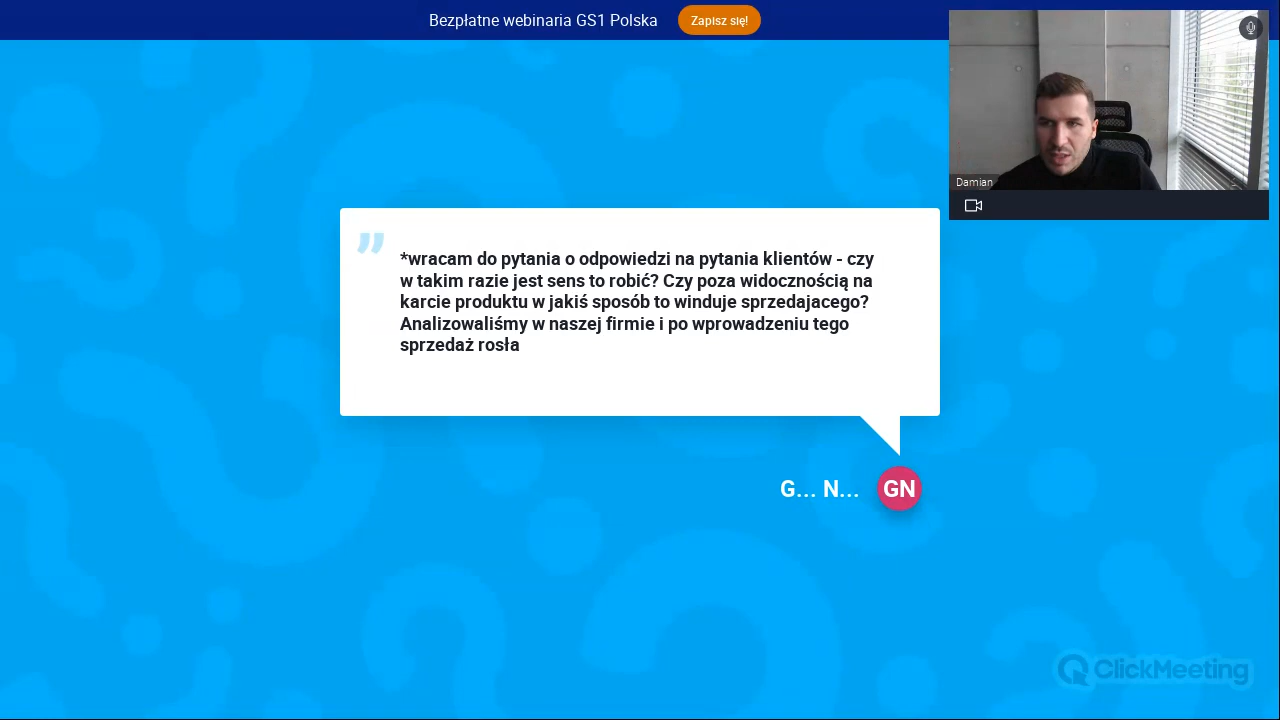 Bezpłatne webinaria GS1 Polska
Zapisz się!
Damian
*wracam do pytania o odpowiedzi na pytania klientów - czy
w takim razie jest sens to robić? Czy poza widocznością na
karcie produktu w jakiś sposób to winduje sprzedajacego?
Analizowaliśmy w naszej firmie i po wprowadzeniu tego
sprzedaż rosła
G... N...
GN
ClickMeeting